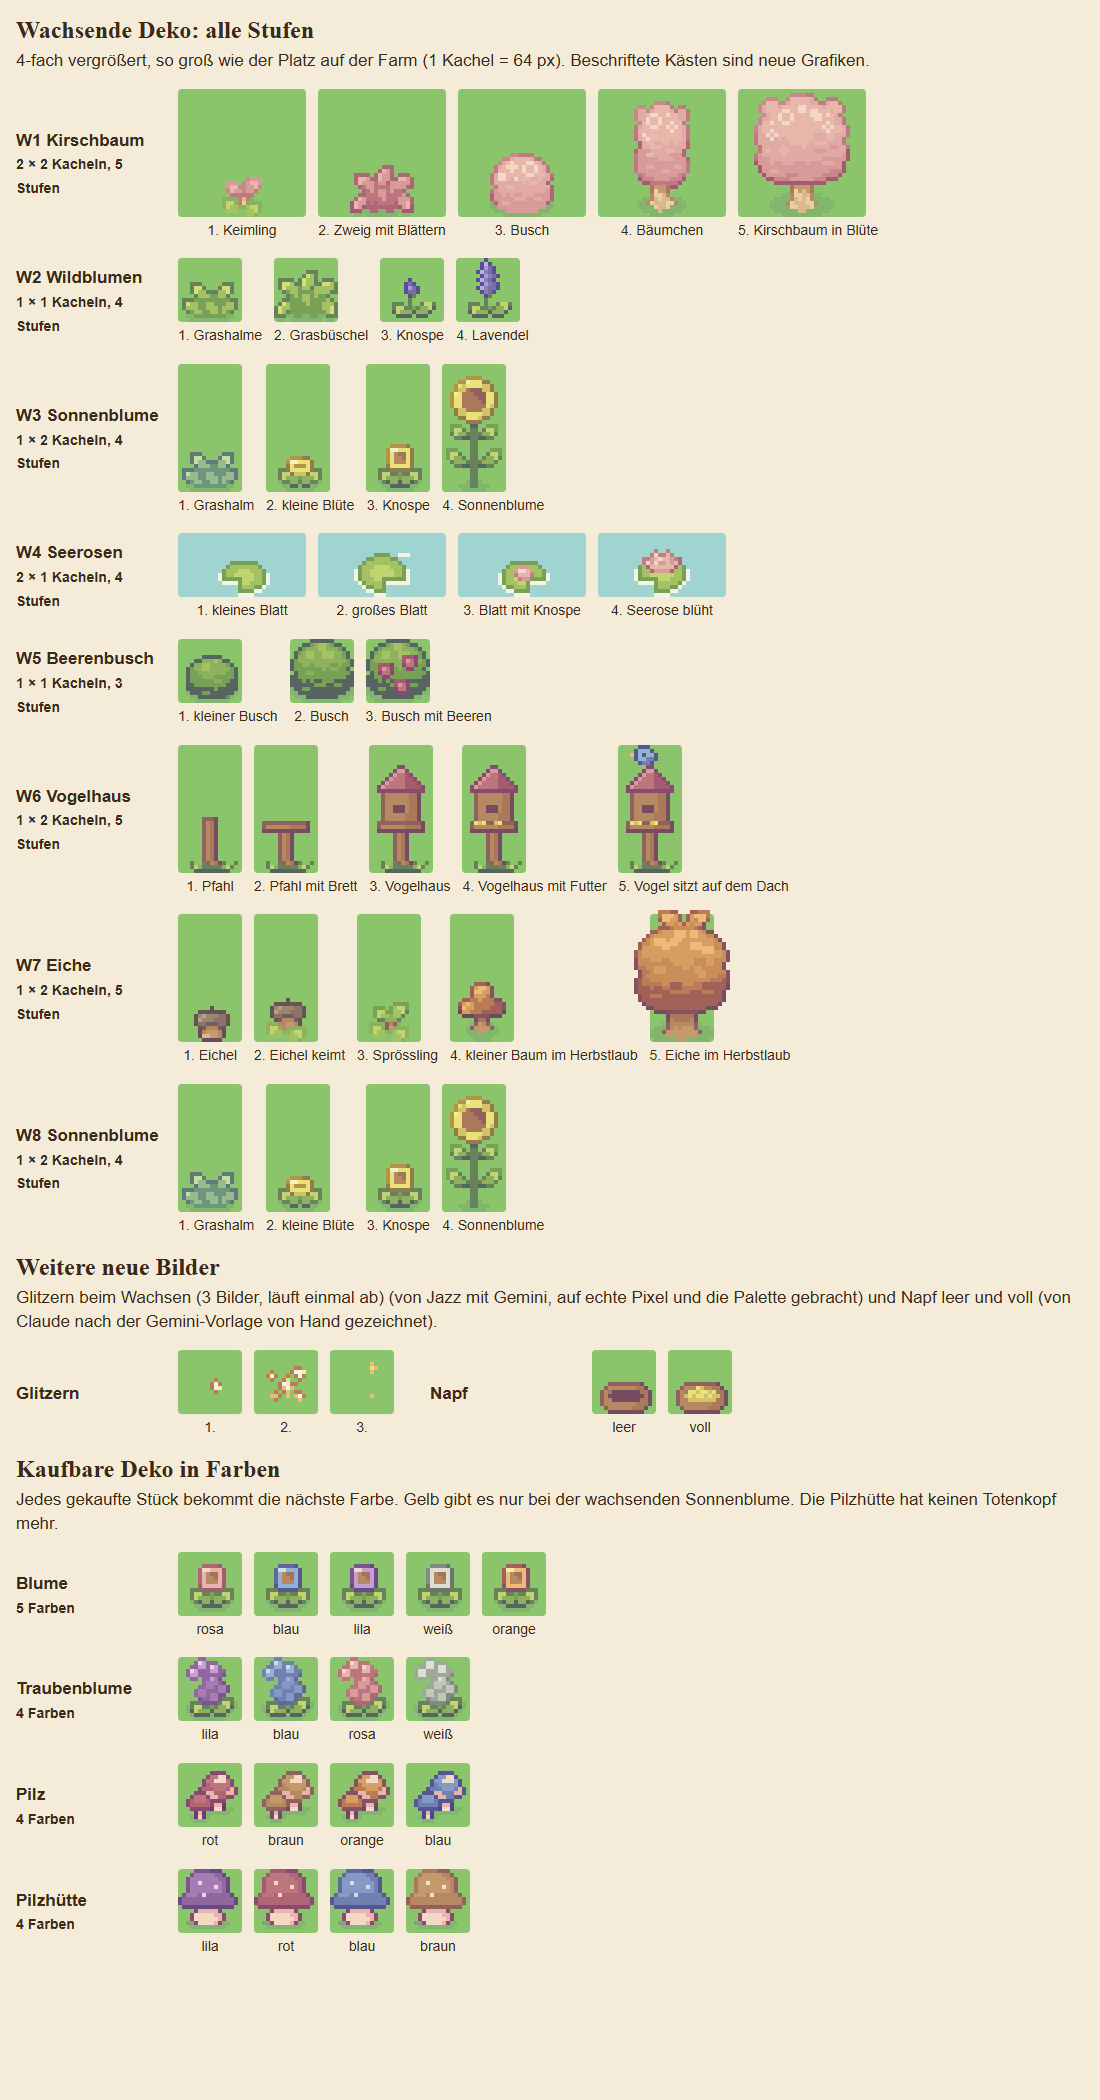 Wachsende Deko: alle Stufen
4-fach vergrößert, so groß wie der Platz auf der Farm (1 Kachel = 64 px). Beschriftete Kästen sind neue Grafiken.
W1 Kirschbaum
2 × 2 Kacheln, 5
Stufen
1. Keimling
2. Zweig mit Blättern
3. Busch
4. Bäumchen
5. Kirschbaum in Blüte
W2 Wildblumen
1 × 1 Kacheln, 4
Stufen
1. Grashalme
2. Grasbüschel
3. Knospe
4. Lavendel
W3 Sonnenblume
1 × 2 Kacheln, 4
Stufen
1. Grashalm
2. kleine Blüte
3. Knospe
4. Sonnenblume
W4 Seerosen
2 × 1 Kacheln, 4
Stufen
1. kleines Blatt
2. großes Blatt
3. Blatt mit Knospe
4. Seerose blüht
W5 Beerenbusch
1 × 1 Kacheln, 3
Stufen
1. kleiner Busch
2. Busch
3. Busch mit Beeren
W6 Vogelhaus
1 × 2 Kacheln, 5
Stufen
1. Pfahl
2. Pfahl mit Brett
3. Vogelhaus
4. Vogelhaus mit Futter
5. Vogel sitzt auf dem Dach
W7 Eiche
1 × 2 Kacheln, 5
Stufen
1. Eichel
2. Eichel keimt
3. Sprössling
4. kleiner Baum im Herbstlaub
5. Eiche im Herbstlaub
W8 Sonnenblume
1 × 2 Kacheln, 4
Stufen
1. Grashalm
2. kleine Blüte
3. Knospe
4. Sonnenblume
Weitere neue Bilder
Glitzern beim Wachsen (3 Bilder, läuft einmal ab) (von Jazz mit Gemini, auf echte Pixel und die Palette gebracht) und Napf leer und voll (von
Claude nach der Gemini-Vorlage von Hand gezeichnet).
Glitzern
1.
2.
3.
Napf
leer
voll
Kaufbare Deko in Farben
Jedes gekaufte Stück bekommt die nächste Farbe. Gelb gibt es nur bei der wachsenden Sonnenblume. Die Pilzhütte hat keinen Totenkopf
mehr.
Blume
5 Farben
rosa
blau
lila
weiß
orange
Traubenblume
4 Farben
lila
blau
rosa
weiß
Pilz
4 Farben
rot
braun
orange
blau
Pilzhütte
4 Farben
lila
rot
blau
braun